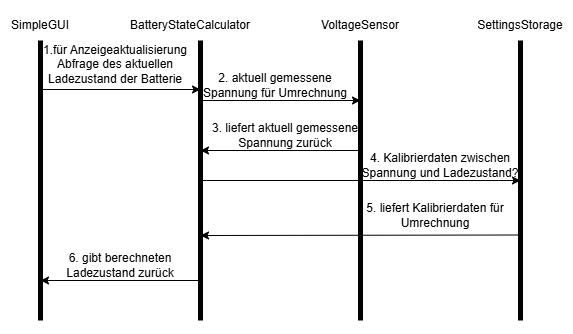 SimpleGUI
BatteryStateCalculator
VoltageSensor
SettingsStorage
1.für Anzeigeaktualisierung
Abfrage des aktuellen
Ladezustand der Batterie
2. aktuell gemessene
Spannung für Umrechnung
3. liefert aktuell gemessene
Spannung zurück
4. Kalibrierdaten zwischen
Spannung und Ladezustand?
5. liefert Kalibrierdaten für
Umrechnung
6. gibt berechneten
Ladezustand zurück